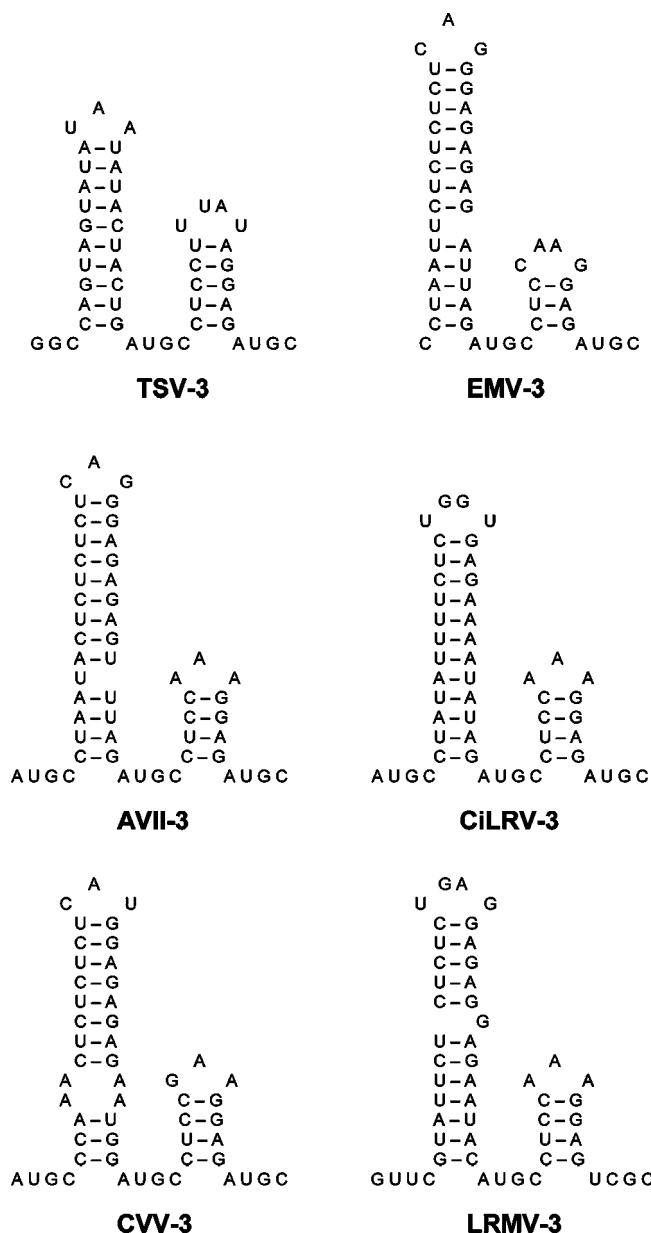 A
U A
A–U
U–A
A–U
U–A UA
G–C U U
A–U U–A
U–A C–G
G–C C–G
A–U U–A
C–G C–G
GGC AUGC AUGC
TSV-3
A
C G
U–G
C–G
U–A
C–G
U–A
C–G
U–A
C–G
U
U–A AA
A–U C G
A–U C–G
U–A U–A
C–G C–G
C AUGC AUGC
EMV-3
A
C G
U–G
C–G
U–A
C–G
U–A
C–G
U–A
C–G
A–U A
U A A
A–U C–G
A–U C–G
U–A U–A
C–G C–G
AUGC AUGC AUGC
AVII-3
GG
U U
C–G
U–A
C–G
U–A
U–A
U–A
U–A A
A–U A A
U–A C–G
A–U C–G
U–A U–A
C–G C–G
AUGC AUGC AUGC
CiLRV-3
A
C U
U–G
C–G
U–A
C–G
U–A
C–G
U–A
C–G A
A A G A
A A C–G
A–U C–G
C–G U–A
C–G C–G
AUGC AUGC AUGC
CVV-3
GA
U G
C–G
U–A
C–G
U–A
C–G
G
U–A
C–G A
U–A A A
U–A C–G
A–U C–G
U–A U–A
G–C C–G
GUUC AUGC UCGC
LRMV-3